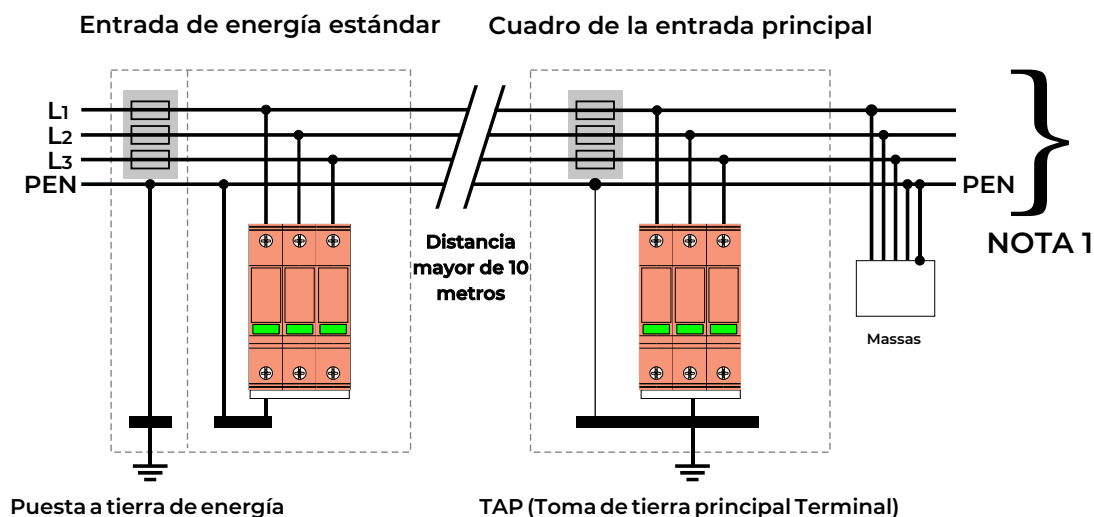 Entrada de energía estándar
Cuadro de la entrada principal
L1
L2
L3
PEN
PEN
NOTA 1
Distancia
mayor de 10
metros
Massas
Puesta a tierra de energía
TAP (Toma de tierra principal Terminal)